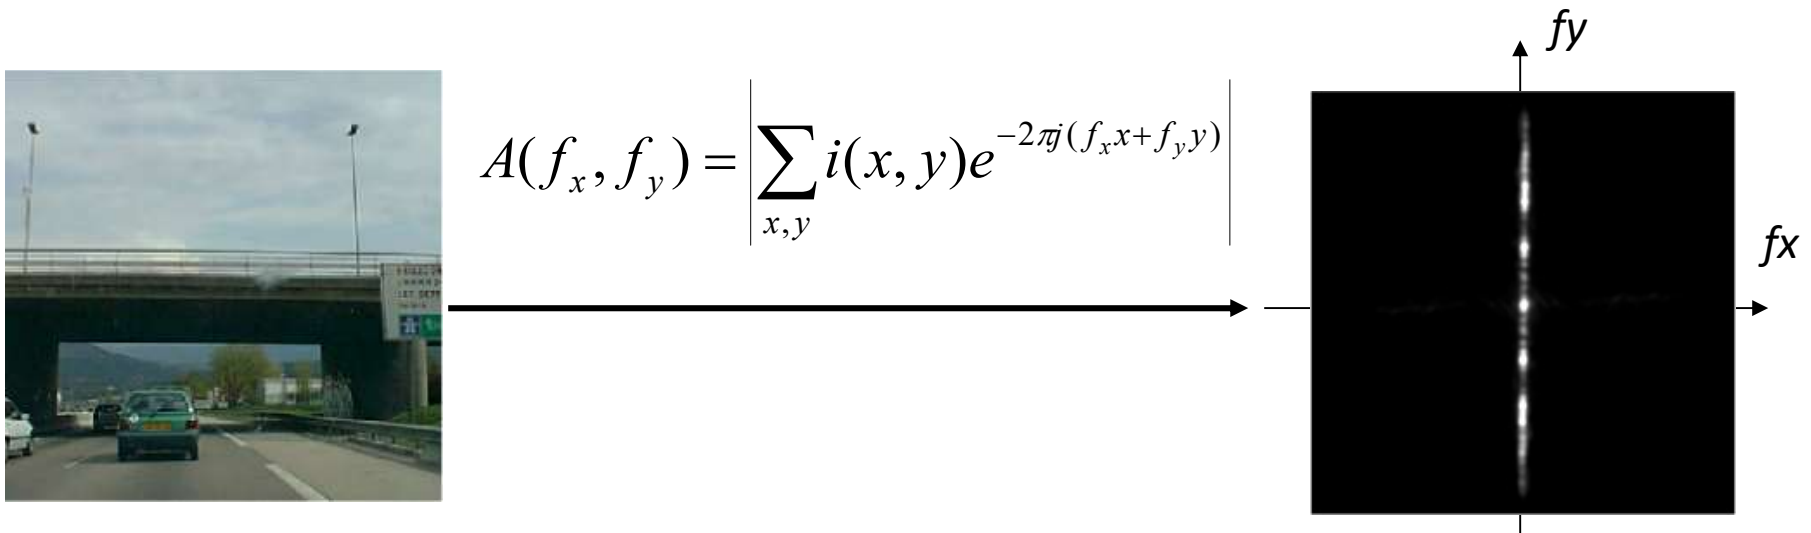 fy
A(f_x, f_y) = |∑_{x,y} i(x, y)e^{-2πj(f_x x+f_y y)}|
fx